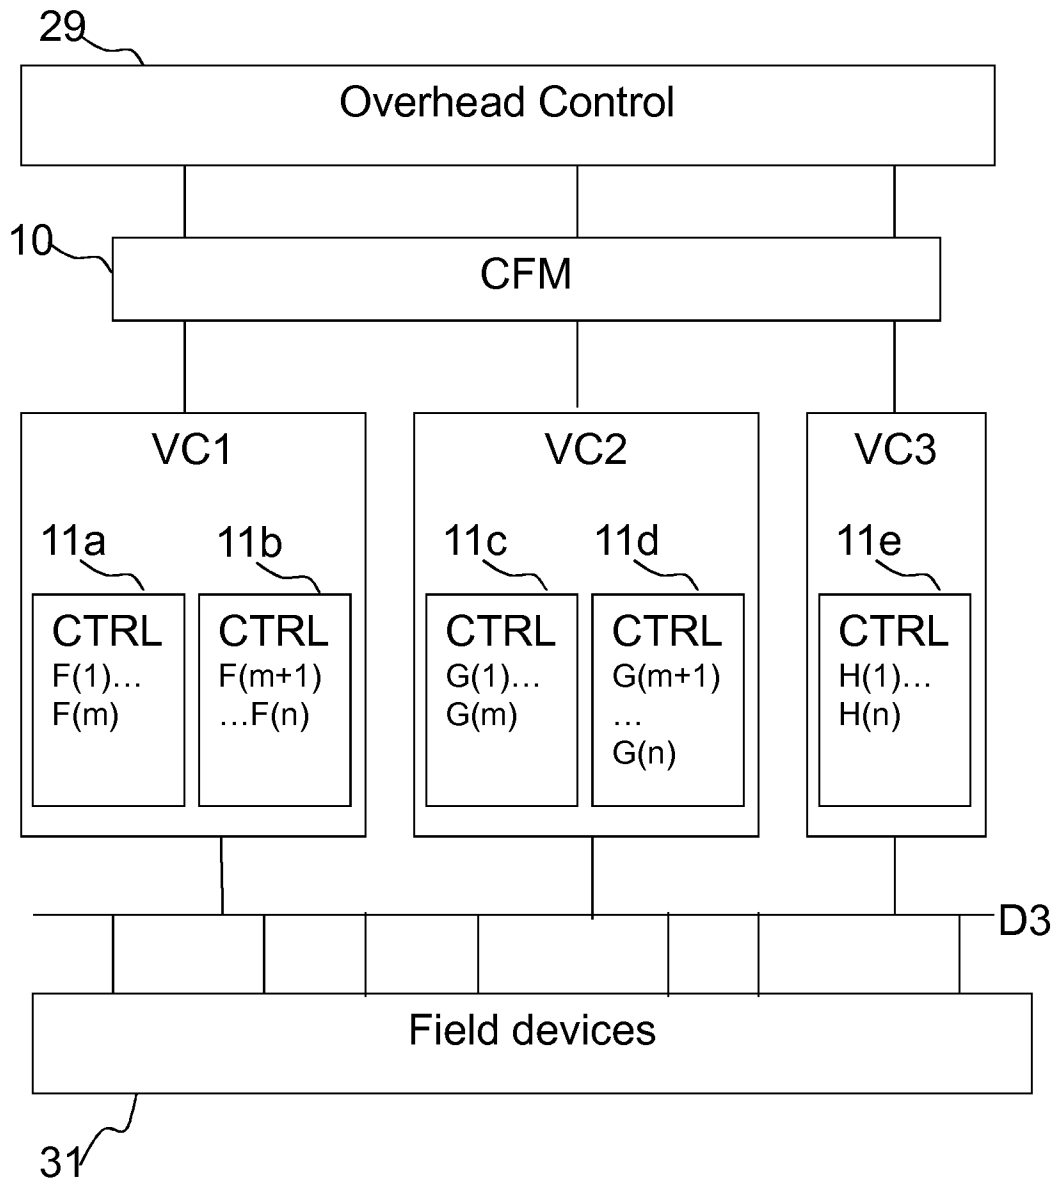 29
Overhead Control
10
CFM
VC1
VC2
VC3
11a
11b
11c
11d
11e
CTRL
F(1)...
F(m)
CTRL
F(m+1)
...F(n)
CTRL
G(1)...
G(m)
CTRL
G(m+1)
...
G(n)
CTRL
H(1)...
H(n)
D3
Field devices
31